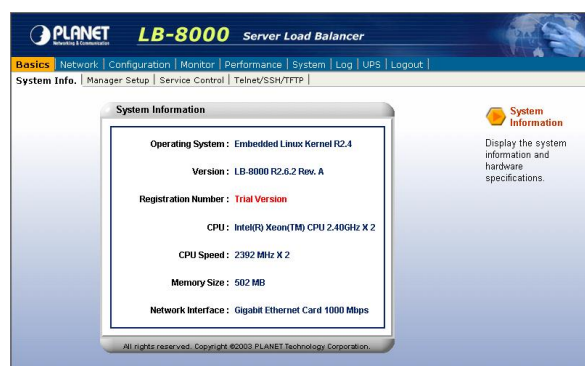 PLANET
Networking & Communication
LB-8000 Server Load Balancer
Basics | Network | Configuration | Monitor | Performance | System | Log | UPS | Logout |
System Info. | Manager Setup | Service Control | Telnet/SSH/TFTP |
System Information
Operating System : Embedded Linux Kernel R2.4
Version : LB-8000 R2.6.2 Rev. A
Registration Number : Trial Version
CPU : Intel(R) Xeon(TM) CPU 2.40GHz X 2
CPU Speed : 2392 MHz X 2
Memory Size : 502 MB
Network Interface : Gigabit Ethernet Card 1000 Mbps
All rights reserved. Copyright ©2003 PLANET Technology Corporation.
System
Information
Display the system
information and
hardware
specifications.